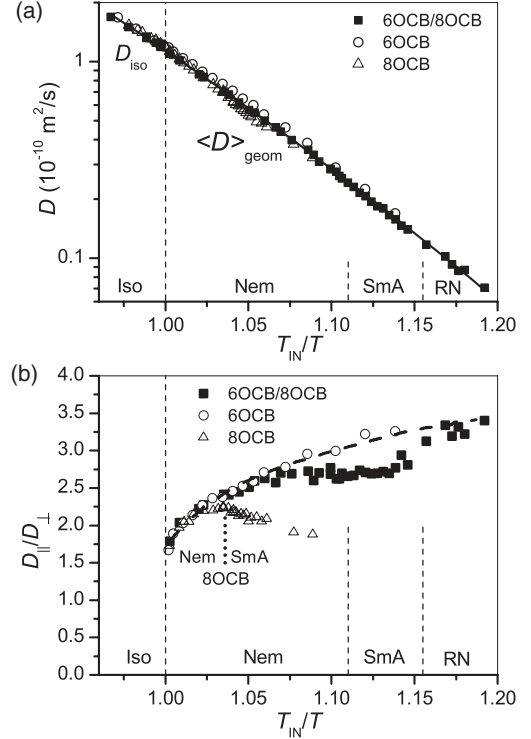 (a)
6OCB/8OCB
6OCB
8OCB
D (10⁻¹⁰ m²/s)
1
0.1
D_iso
<D>_geom
Iso Nem SmA RN
1.00 1.05 1.10 1.15 1.20
T_IN/T
(b)
6OCB/8OCB
6OCB
8OCB
D_∥/D_⊥
4.0
3.5
3.0
2.5
2.0
1.5
1.0
0.5
0.0
Nem SmA
8OCB
Iso Nem SmA RN
1.00 1.05 1.10 1.15 1.20
T_IN/T